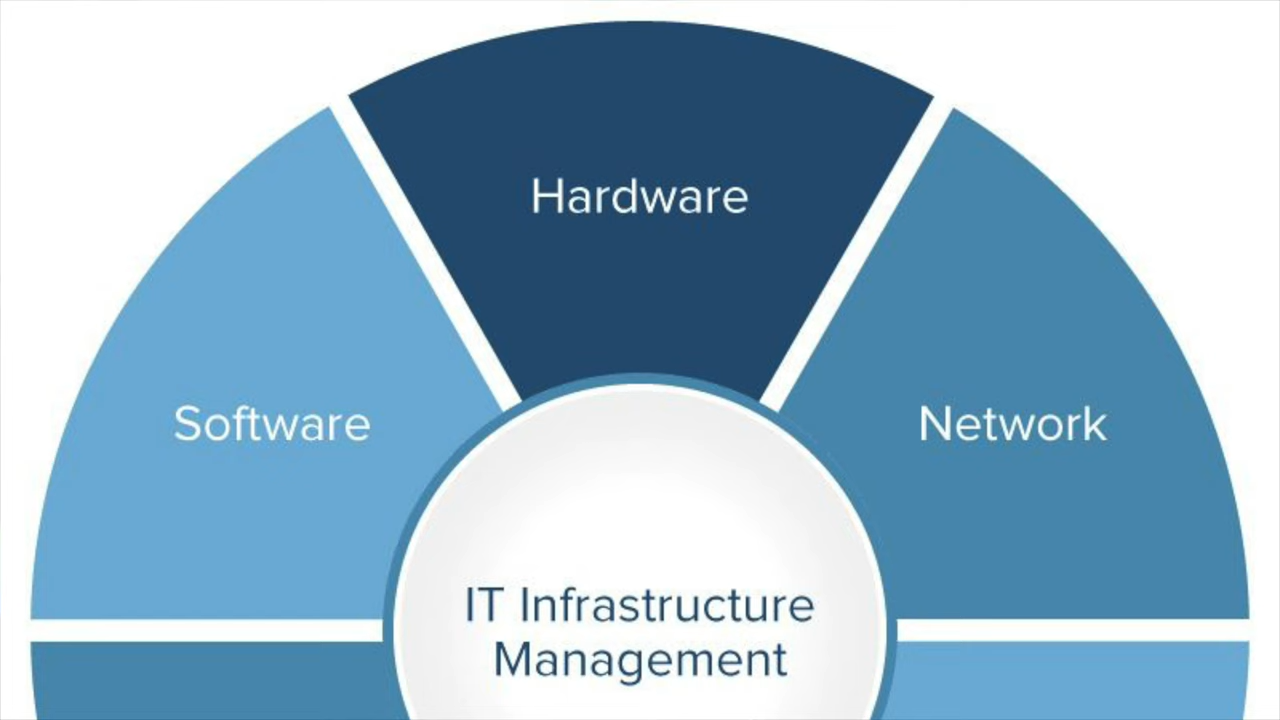 Hardware
Software
Network
IT Infrastructure
Management